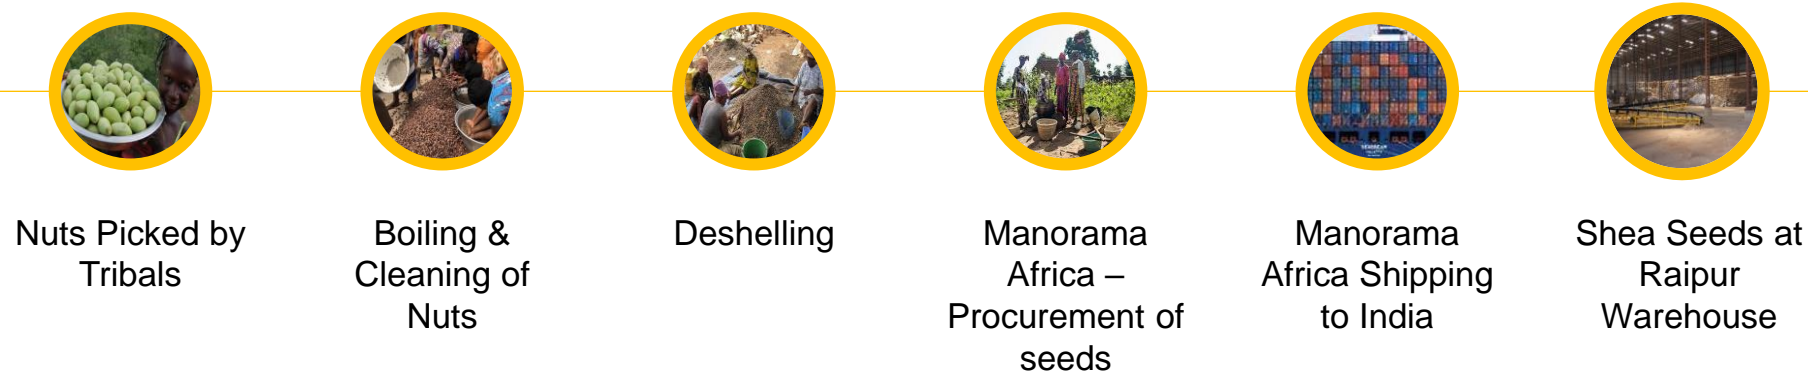 Nuts Picked by
Tribals
Boiling &
Cleaning of
Nuts
Deshelling
Manorama
Africa –
Procurement of
seeds
Manorama
Africa Shipping
to India
Shea Seeds at
Raipur
Warehouse